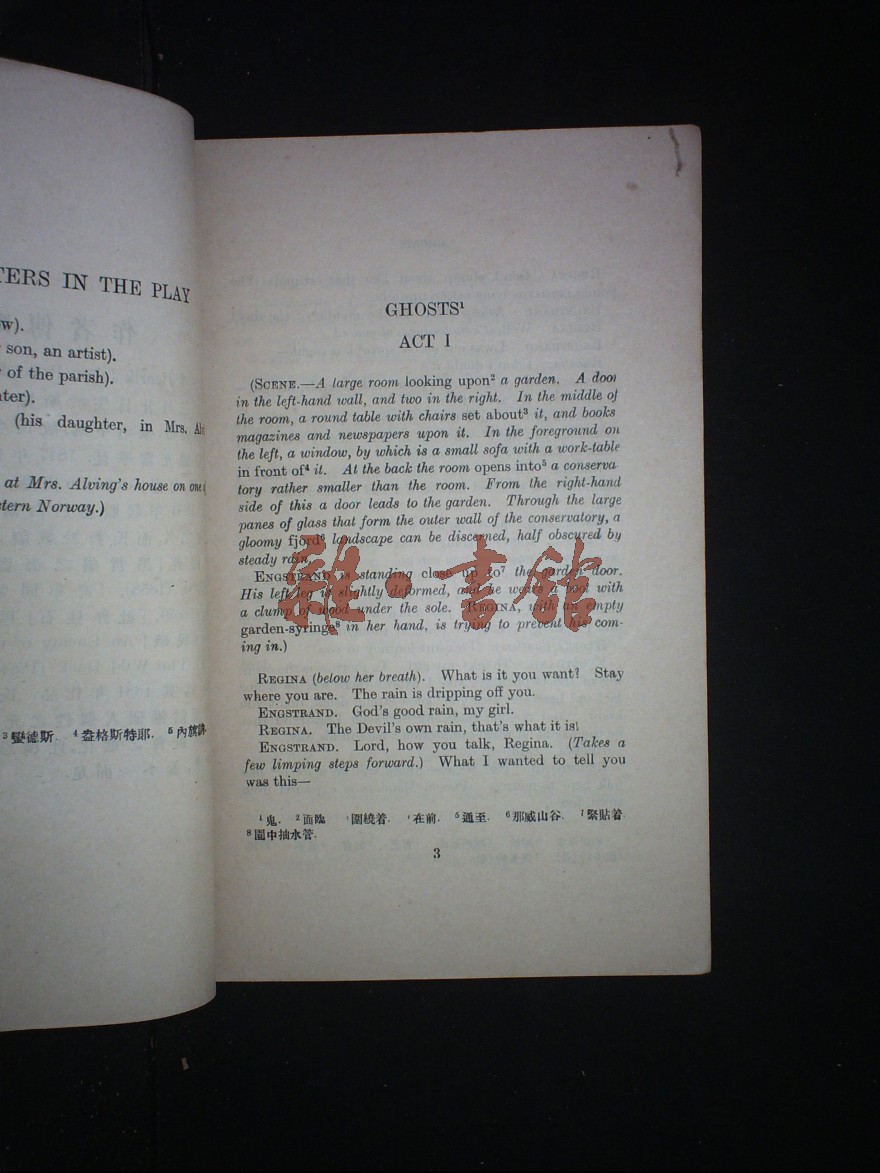 TERS IN THE PLAY
w).
son, an artist).
of the parish).
ter).
(his daughter, in Mrs.
at Mrs. Alving's house on one
tern Norway.)
³ 鑾德斯. ⁴ 盎格斯特郎. ⁵ 內旗
GHOSTS¹
ACT I
(SCENE.—A large room looking upon² a garden. A door
in the left-hand wall, and two in the right. In the middle of
the room, a round table with chairs set about³ it, and books
magazines and newspapers upon it. In the foreground on
the left, a window, by which is a small sofa with a work-table
in front of⁴ it. At the back the room opens into⁵ a conserva
tory rather smaller than the room. From the right-hand
side of this a door leads to the garden. Through the large
panes of glass that form the outer wall of the conservatory, a
gloomy fjord⁶ landscape can be discerned, half obscured by
steady rain.
ENGSTRAND is standing close up to⁷ the garden door.
His left leg is slightly deformed, and he wears a boot with
a clump of wood under the sole. REGINA, with an empty
garden-syringe⁸ in her hand, is trying to prevent his com-
ing in.)
雜·書館
REGINA (below her breath). What is it you want? Stay
where you are. The rain is dripping off you.
ENGSTRAND. God's good rain, my girl.
REGINA. The Devil's own rain, that's what it is!
ENGSTRAND. Lord, how you talk, Regina. (Takes a
few limping steps forward.) What I wanted to tell you
was this—
¹ 鬼. ² 面臨 圍繞着. 在前. ⁵ 通至. ⁶ 那威山谷. ⁷ 緊貼着.
⁸ 園中抽水管.
3